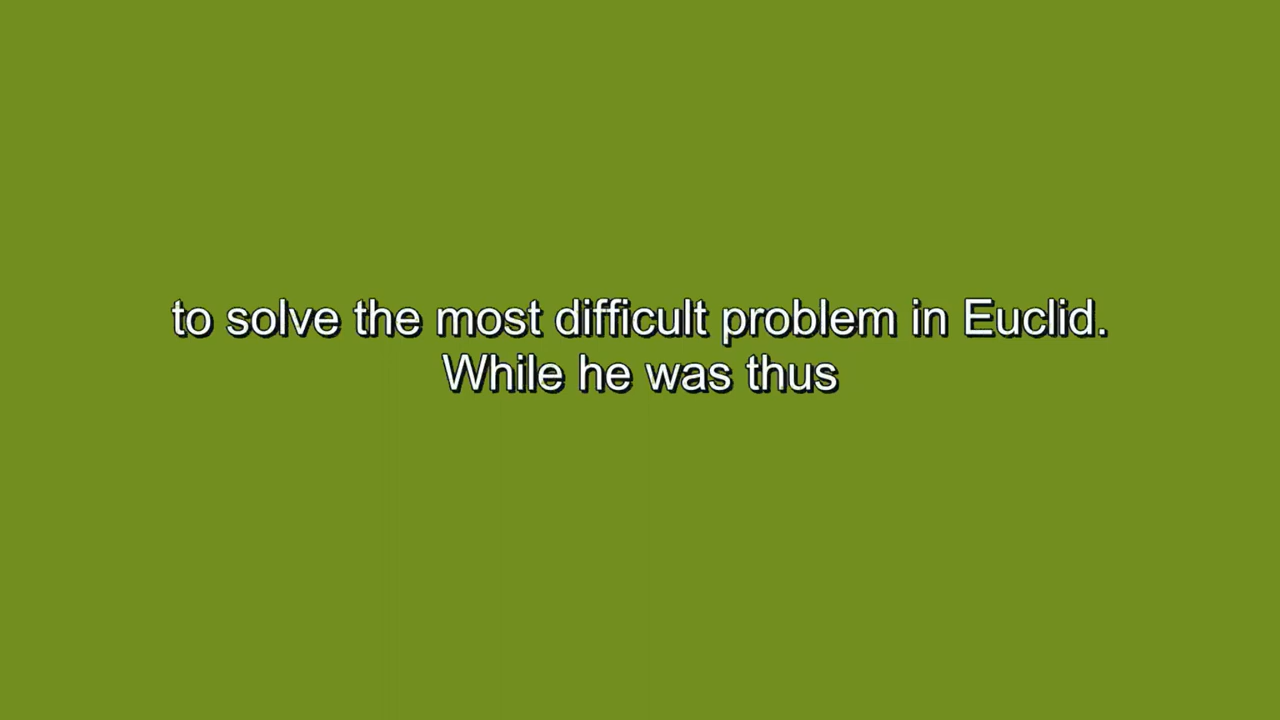 to solve the most difficult problem in Euclid.
While he was thus